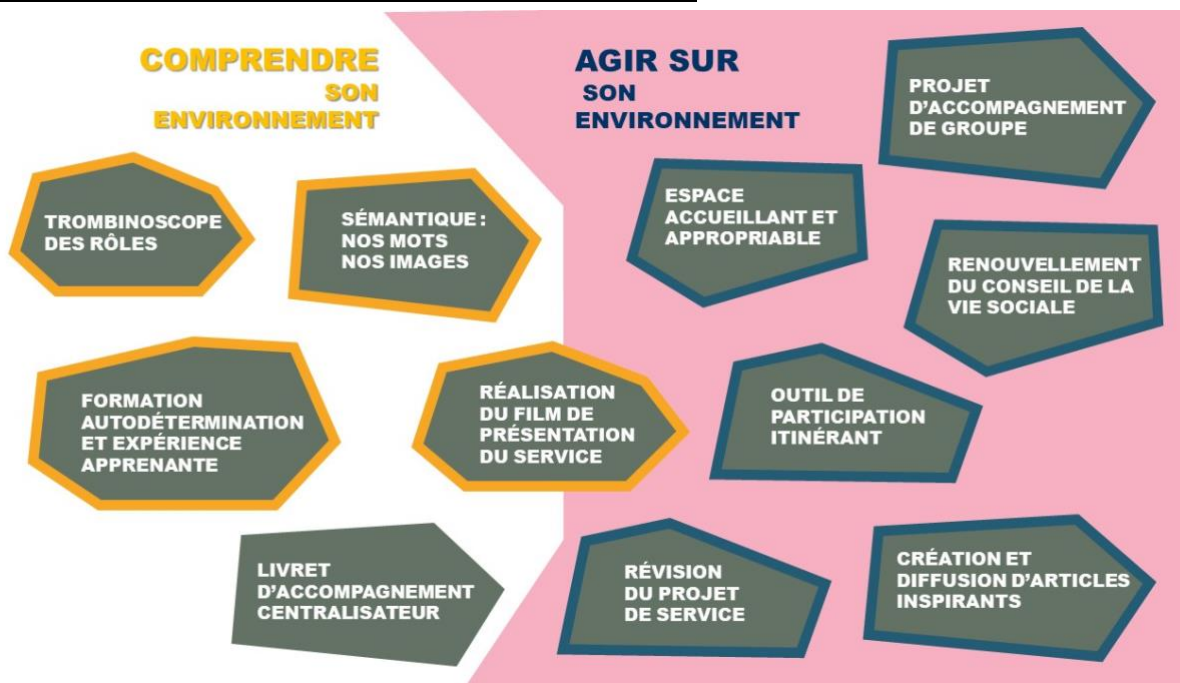 COMPRENDRE
SON
ENVIRONNEMENT
TROMBINOSCOPE
DES RÔLES
SÉMANTIQUE :
NOS MOTS
NOS IMAGES
FORMATION
AUTODÉTERMINATION
ET EXPÉRIENCE
APPRENANTE
RÉALISATION
DU FILM DE
PRÉSENTATION
DU SERVICE
LIVRET
D’ACCOMPAGNEMENT
CENTRALISATEUR
AGIR SUR
SON
ENVIRONNEMENT
PROJET
D’ACCOMPAGNEMENT
DE GROUPE
ESPACE
ACCUEILLANT ET
APPROPRIABLE
RENOUVELLEMENT
DU CONSEIL DE LA
VIE SOCIALE
OUTIL DE
PARTICIPATION
ITINÉRANT
RÉVISION
DU PROJET
DE SERVICE
CRÉATION ET
DIFFUSION D’ARTICLES
INSPIRANTS